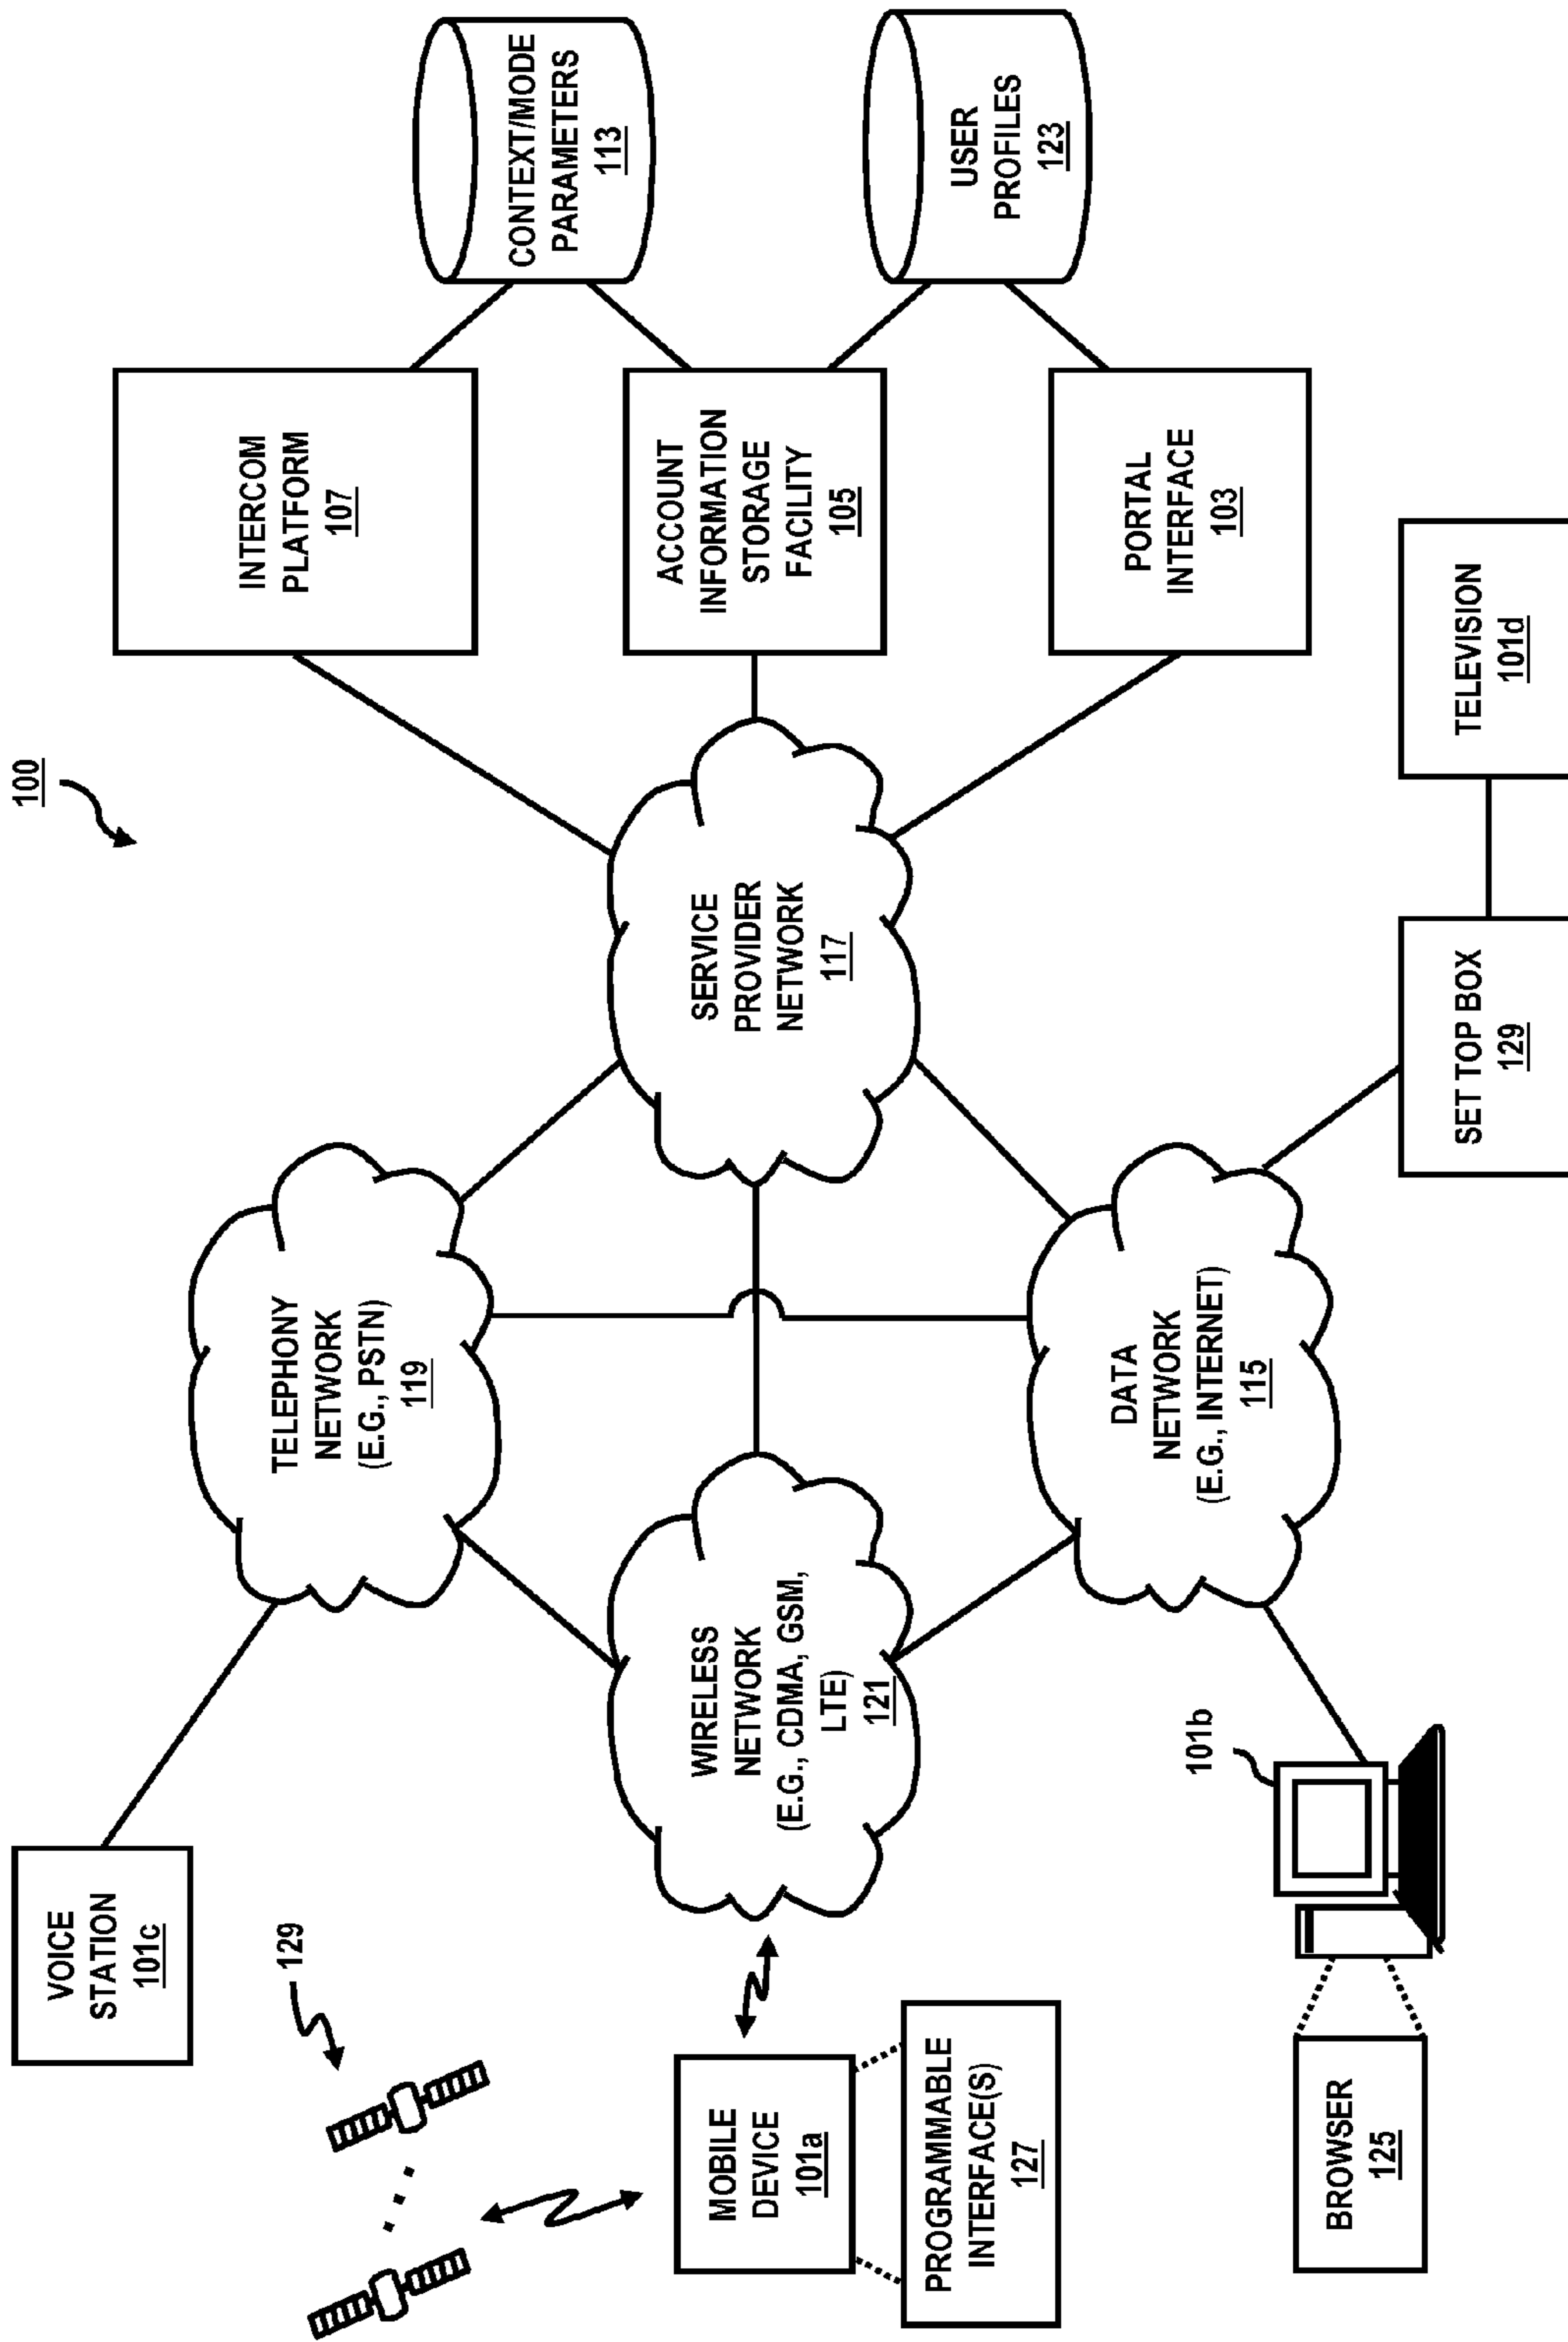 100
VOICE
STATION
101c
129
TELEPHONY
NETWORK
(E.G., PSTN)
119
INTERCOM
PLATFORM
107
CONTEXT/MODE
PARAMETERS
113
MOBILE
DEVICE
101a
PROGRAMMABLE
INTERFACE(S)
127
WIRELESS
NETWORK
(E.G., CDMA, GSM,
LTE)
121
SERVICE
PROVIDER
NETWORK
117
ACCOUNT
INFORMATION
STORAGE
FACILITY
105
USER
PROFILES
123
BROWSER
125
101b
DATA
NETWORK
(E.G., INTERNET)
115
PORTAL
INTERFACE
103
SET TOP BOX
129
TELEVISION
101d